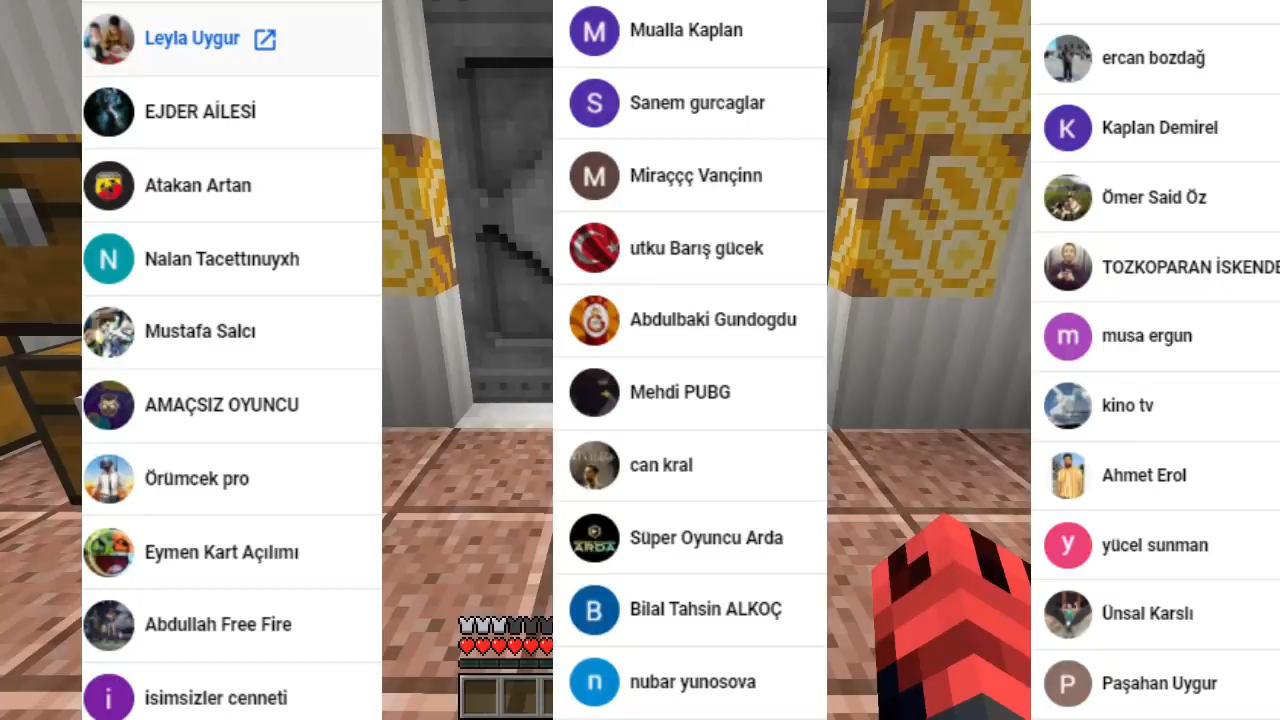 Leyla Uygur
EJDER AİLESİ
Atakan Artan
N
Nalan Tacettınuyxh
Mustafa Salcı
AMAÇSIZ OYUNCU
Örümcek pro
Eymen Kart Açılımı
Abdullah Free Fire
i
isimsizler cenneti
M
Mualla Kaplan
S
Sanem gurcaglar
M
Miraççç Vançinn
utku Barış gücek
Abdulbaki Gundogdu
Mehdi PUBG
can kral
ARDA
Süper Oyuncu Arda
B
Bilal Tahsin ALKOÇ
n
nubar yunosova
ercan bozdağ
K
Kaplan Demirel
Ömer Said Öz
TOZKOPARAN İSKENDE
m
musa ergun
kino tv
Ahmet Erol
y
yücel sunman
Ünsal Karslı
P
Paşahan Uygur